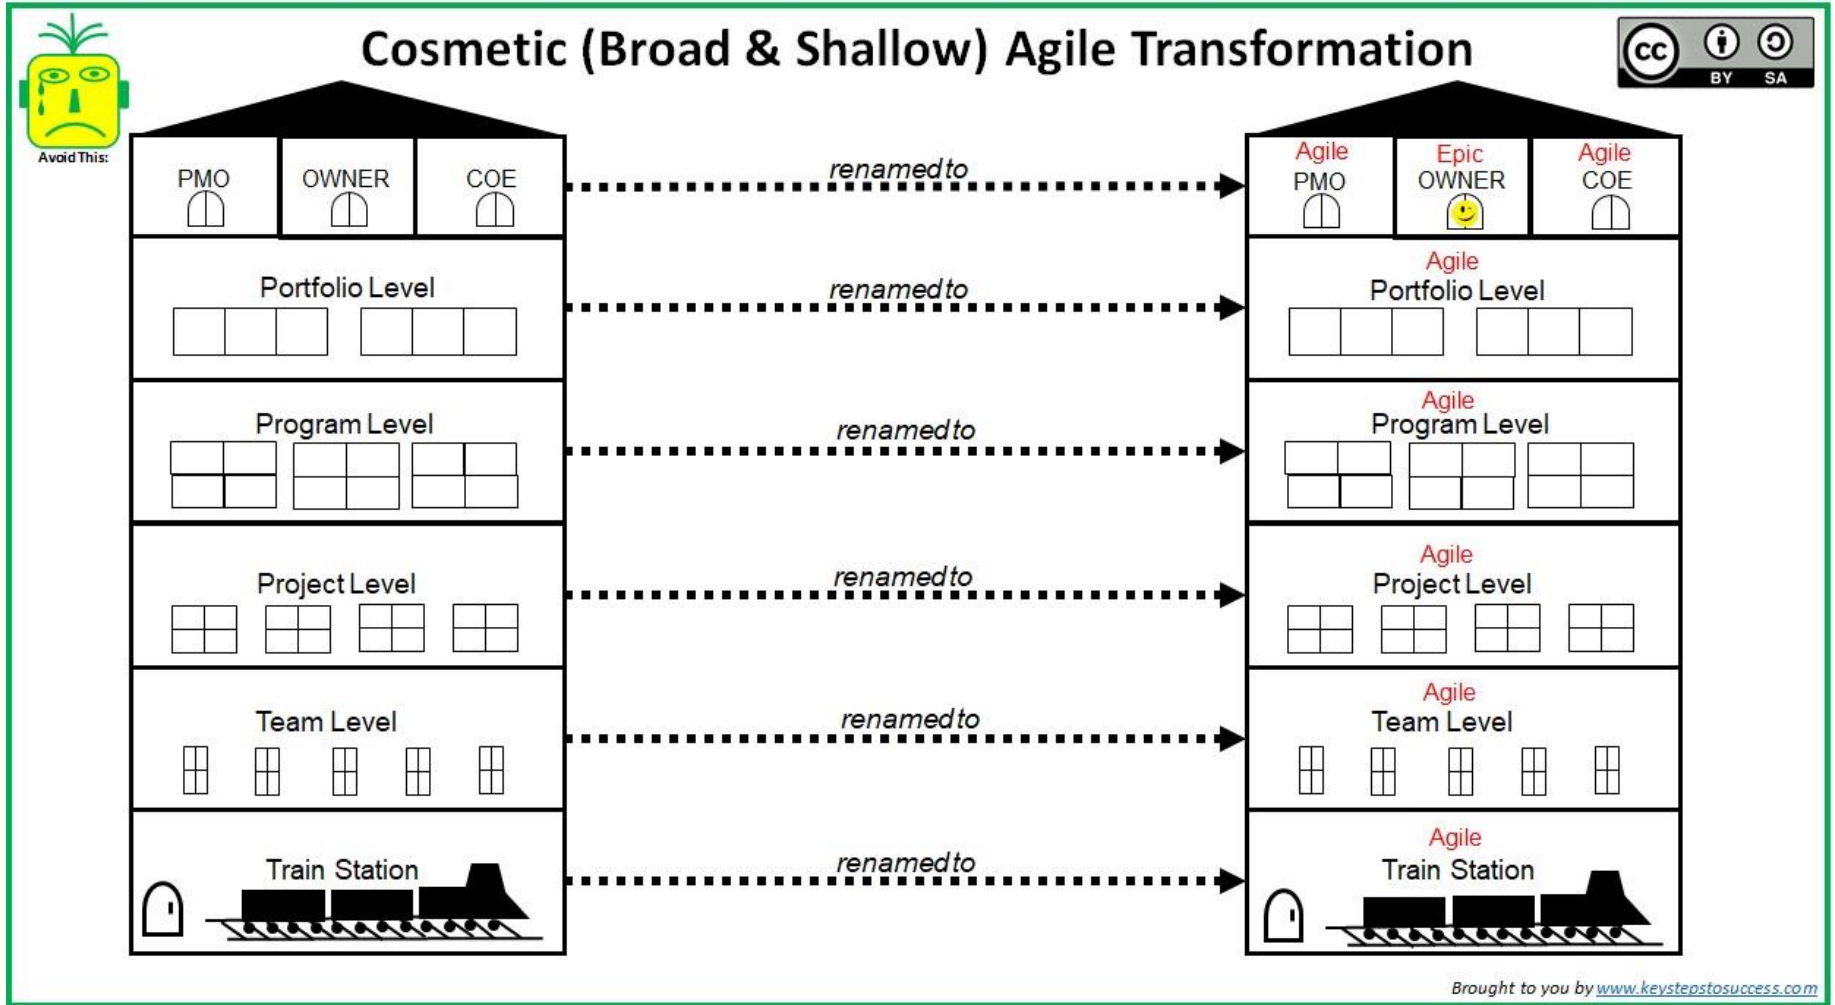 Cosmetic (Broad & Shallow) Agile Transformation
cc
BY SA
Avoid This:
PMO OWNER COE
renamed to
Agile Epic Agile
PMO OWNER COE
Portfolio Level
renamed to
Agile
Portfolio Level
Program Level
renamed to
Agile
Program Level
Project Level
renamed to
Agile
Project Level
Team Level
renamed to
Agile
Team Level
Train Station
renamed to
Agile
Train Station
Brought to you by www.keystepstosuccess.com